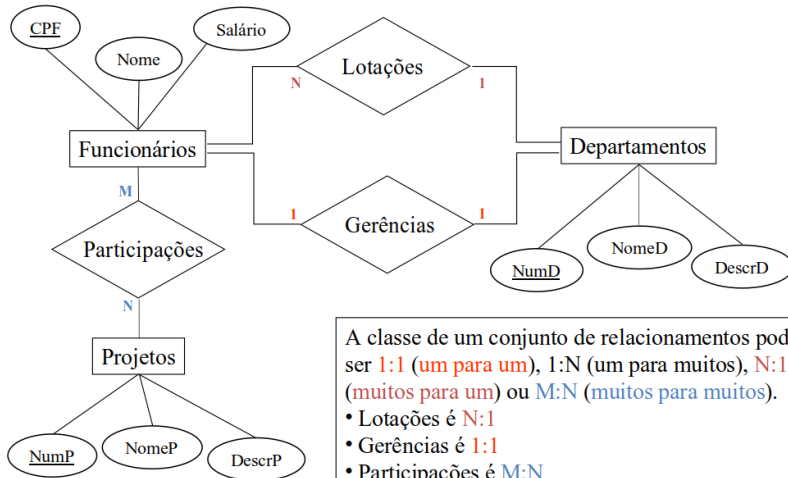 CPF
Nome
Salário
Lotações
N
1
Funcionários
Departamentos
M
1
Gerências
1
Participações
NumD
NomeD
DescrD
N
Projetos
NumP
NomeP
DescrP
A classe de um conjunto de relacionamentos pod
ser 1:1 (um para um), 1:N (um para muitos), N:1
(muitos para um) ou M:N (muitos para muitos).
• Lotações é N:1
• Gerências é 1:1
• Participações é M:N